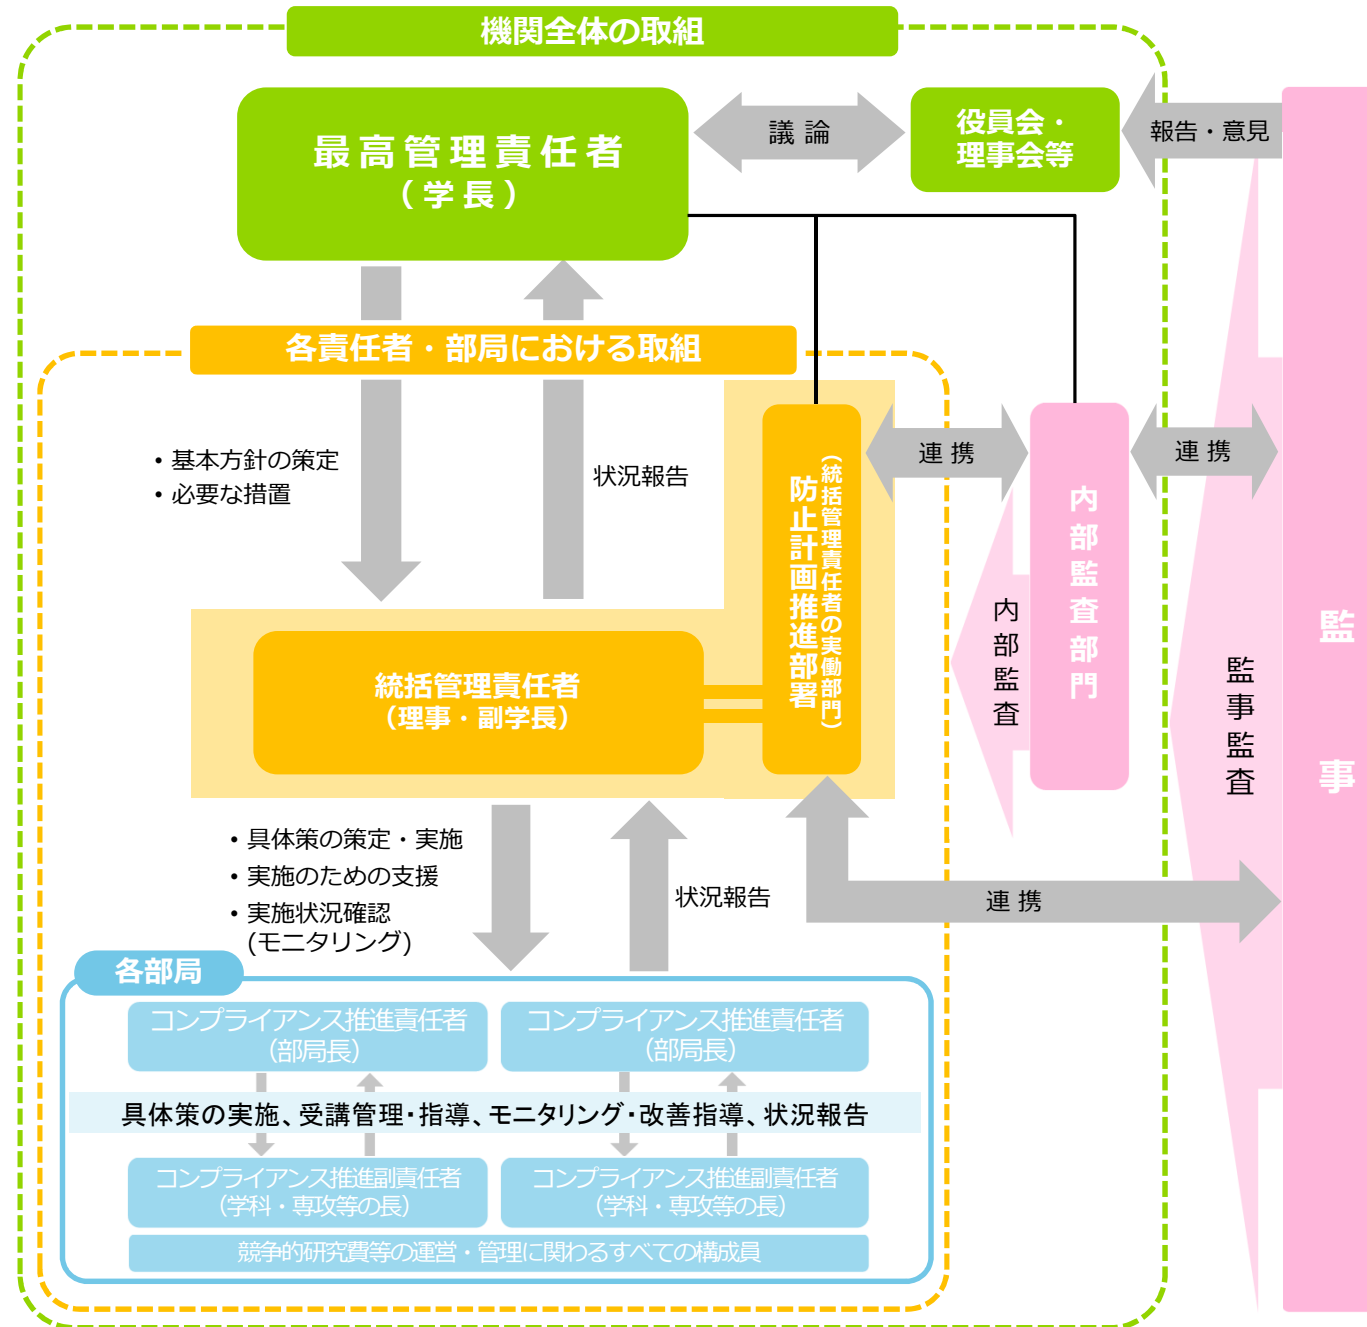 機関全体の取組
最高管理責任者
（学長）
議論
役員会・
理事会等
報告・意見
各責任者・部局における取組
・基本方針の策定
・必要な措置
状況報告
防止計画推進部署
（統括管理責任者の実働部門）
連携
内部監査部門
連携
内部監査
監事監査
監事
統括管理責任者
（理事・副学長）
・具体策の策定・実施
・実施のための支援
・実施状況確認
(モニタリング)
状況報告
連携
各部局
コンプライアンス推進責任者
（部局長）
コンプライアンス推進責任者
（部局長）
具体策の実施、受講管理・指導、モニタリング・改善指導、状況報告
コンプライアンス推進副責任者
（学科・専攻等の長）
コンプライアンス推進副責任者
（学科・専攻等の長）
競争的研究費等の運営・管理に関わるすべての構成員